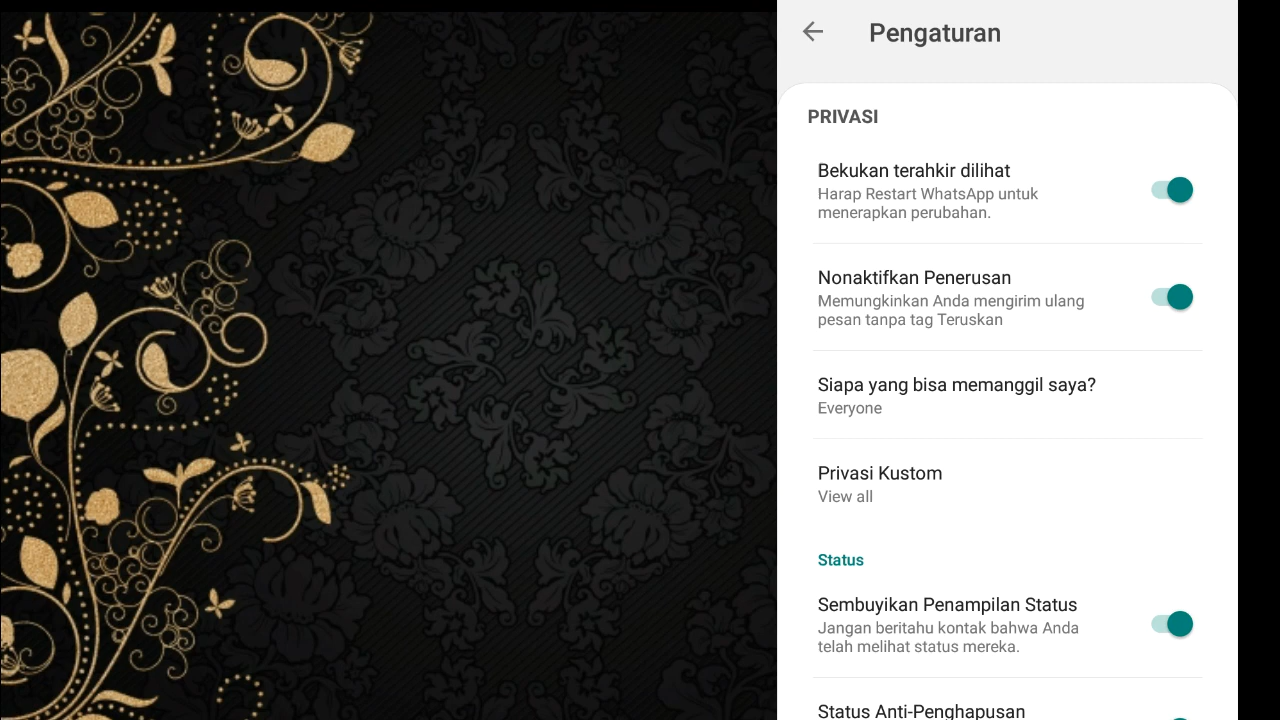 Pengaturan
PRIVASI
Bekukan terahkir dilihat
Harap Restart WhatsApp untuk
menerapkan perubahan.
Nonaktifkan Penerusan
Memungkinkan Anda mengirim ulang
pesan tanpa tag Teruskan
Siapa yang bisa memanggil saya?
Everyone
Privasi Kustom
View all
Status
Sembuyikan Penampilan Status
Jangan beritahu kontak bahwa Anda
telah melihat status mereka.
Status Anti-Penghapusan